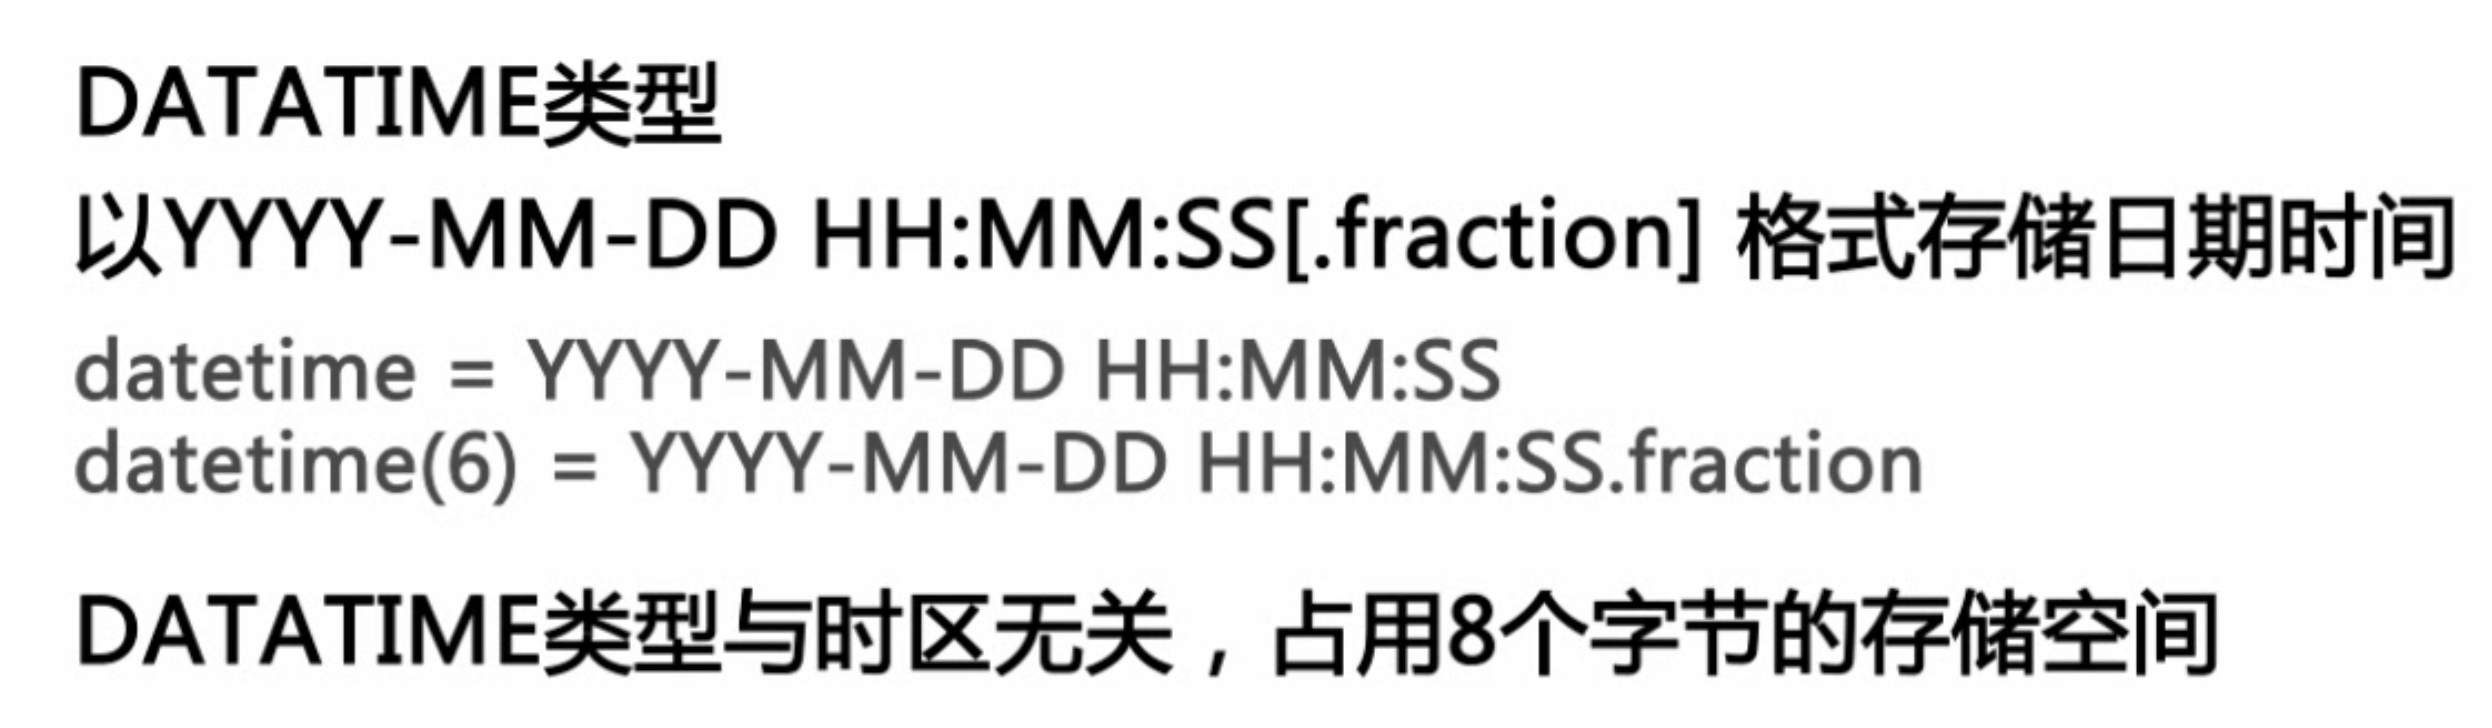 DATATIME类型
以YYYY-MM-DD HH:MM:SS[.fraction] 格式存储日期时间
datetime = YYYY-MM-DD HH:MM:SS
datetime(6) = YYYY-MM-DD HH:MM:SS.fraction
DATATIME类型与时区无关，占用8个字节的存储空间